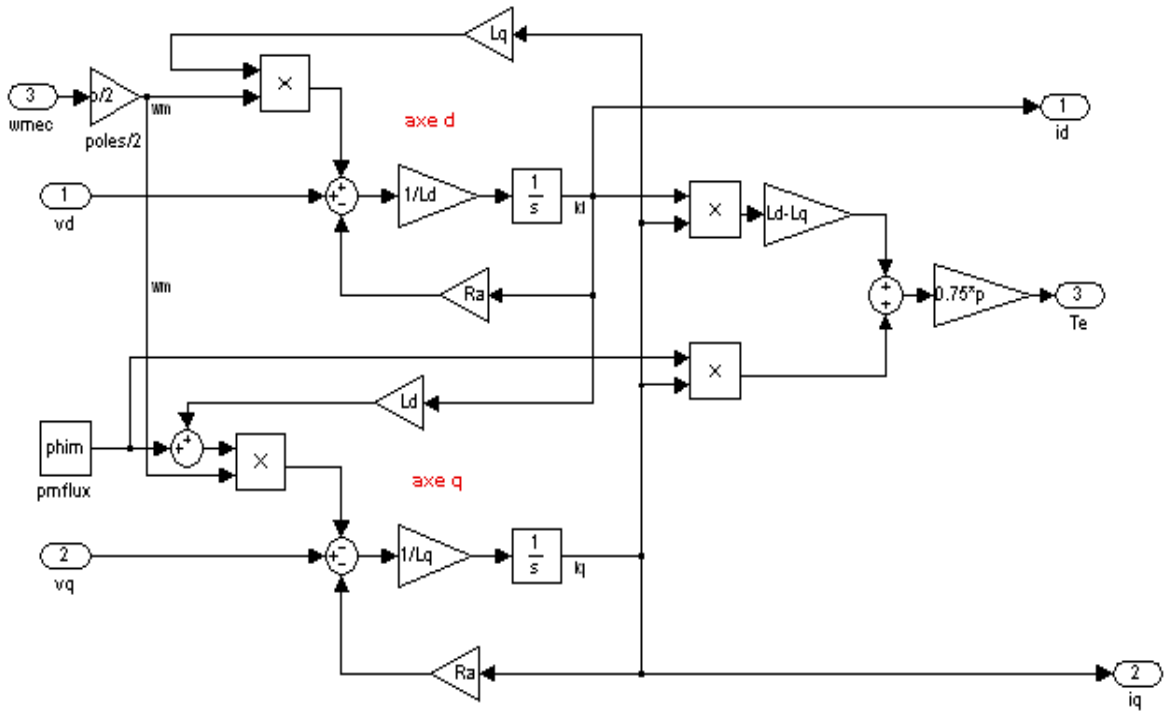 Lq
3
wmec
p/2
poles/2
wm
×
axe d
1
id
1
vd
1/Ld
1
s
Id
×
Ld-Lq
wm
Ra
0.75*p
3
Te
×
Ld
phim
pmflux
×
axe q
2
vq
1/Lq
1
s
Iq
Ra
2
iq